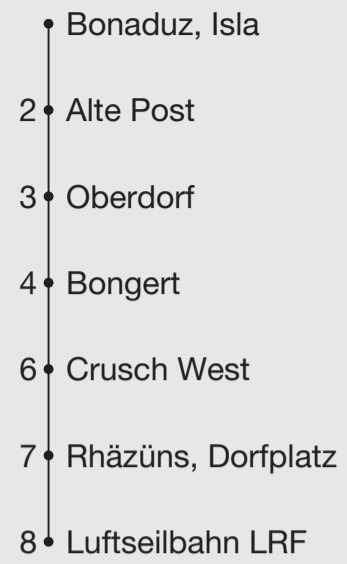 Bonaduz, Isla
2 Alte Post
3 Oberdorf
4 Bongert
6 Crusch West
7 Rhäzüns, Dorfplatz
8 Luftseilbahn LRF